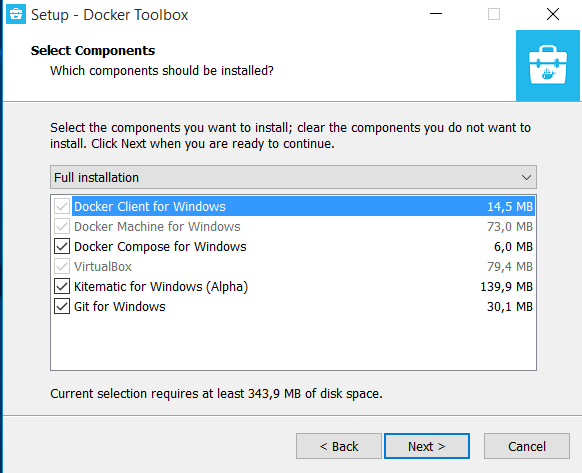 Setup - Docker Toolbox
Select Components
Which components should be installed?
Select the components you want to install; clear the components you do not want to
install. Click Next when you are ready to continue.
Full installation
Docker Client for Windows 14,5 MB
Docker Machine for Windows 73,0 MB
Docker Compose for Windows 6,0 MB
VirtualBox 79,4 MB
Kitematic for Windows (Alpha) 139,9 MB
Git for Windows 30,1 MB
Current selection requires at least 343,9 MB of disk space.
< Back Next > Cancel